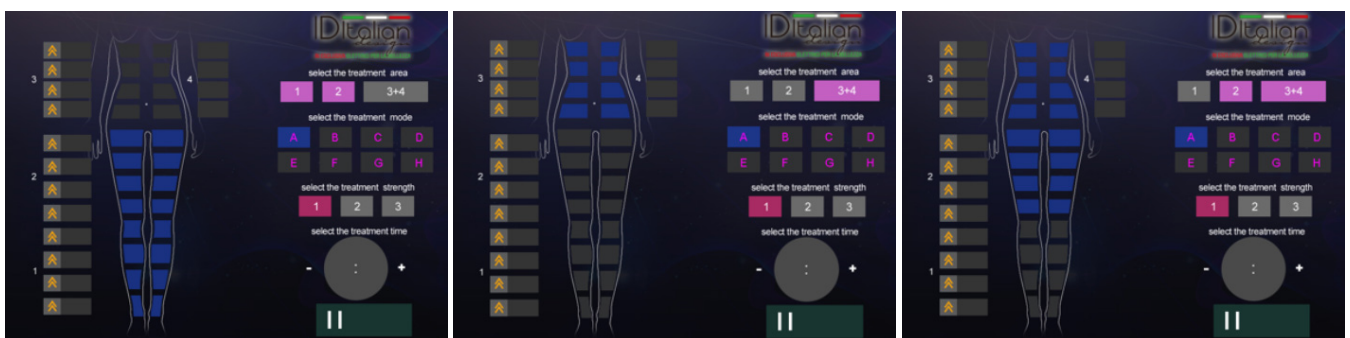 IDItalian
select the treatment area
3
4
1 2 3+4
select the treatment mode
A B C D
2
E F G H
select the treatment strength
1 2 3
select the treatment time
1
- : +
IDItalian
select the treatment area
3
4
1 2 3+4
select the treatment mode
A B C D
2
E F G H
select the treatment strength
1 2 3
select the treatment time
1
- : +
IDItalian
select the treatment area
3
4
1 2 3+4
select the treatment mode
A B C D
2
E F G H
select the treatment strength
1 2 3
select the treatment time
1
- : +